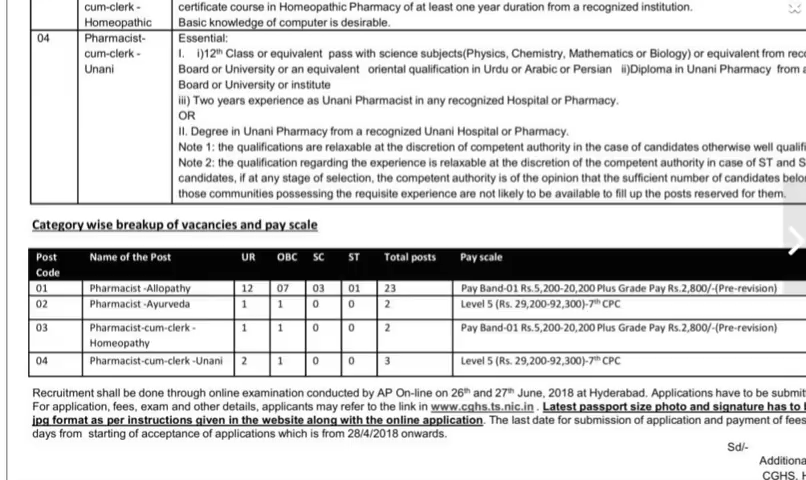 cum-clerk - certificate course in Homeopathic Pharmacy of at least one year duration from a recognized institution.
Homeopathic Basic knowledge of computer is desirable.
04 Pharmacist- Essential:
cum-clerk - I. i)12th Class or equivalent pass with science subjects(Physics, Chemistry, Mathematics or Biology) or equivalent from
Unani Board or University or an equivalent oriental qualification in Urdu or Arabic or Persian ii)Diploma in Unani Pharmacy from
Board or University or institute
iii) Two years experience as Unani Pharmacist in any recognized Hospital or Pharmacy.
OR
II. Degree in Unani Pharmacy from a recognized Unani Hospital or Pharmacy.
Note 1: the qualifications are relaxable at the discretion of competent authority in the case of candidates otherwise well
Note 2: the qualification regarding the experience is relaxable at the discretion of the competent authority in case of ST and
candidates, if at any stage of selection, the competent authority is of the opinion that the sufficient number of candidates
those communities possessing the requisite experience are not likely to be available to fill up the posts reserved for them.
Category wise breakup of vacancies and pay scale
Post Code Name of the Post UR OBC SC ST Total posts Pay scale
01 Pharmacist -Allopathy 12 07 03 01 23 Pay Band-01 Rs.5,200-20,200 Plus Grade Pay Rs.2,800/-(Pre-revision)
02 Pharmacist -Ayurveda 1 1 0 0 2 Level 5 (Rs. 29,200-92,300)-7th CPC
03 Pharmacist-cum-clerk - 1 1 0 0 2 Pay Band-01 Rs.5,200-20,200 Plus Grade Pay Rs.2,800/-(Pre-revision)
Homeopathy
04 Pharmacist-cum-clerk -Unani 2 1 0 0 3 Level 5 (Rs. 29,200-92,300)-7th CPC
Recruitment shall be done through online examination conducted by AP On-line on 26th and 27th June, 2018 at Hyderabad. Applications have to be
For application, fees, exam and other details, applicants may refer to the link in www.cghs.ts.nic.in . Latest passport size photo and signature has to
jpg format as per instructions given in the website along with the online application. The last date for submission of application and payment of fees
days from starting of acceptance of applications which is from 28/4/2018 onwards.
Sd/-
Additiona
CGHS, H